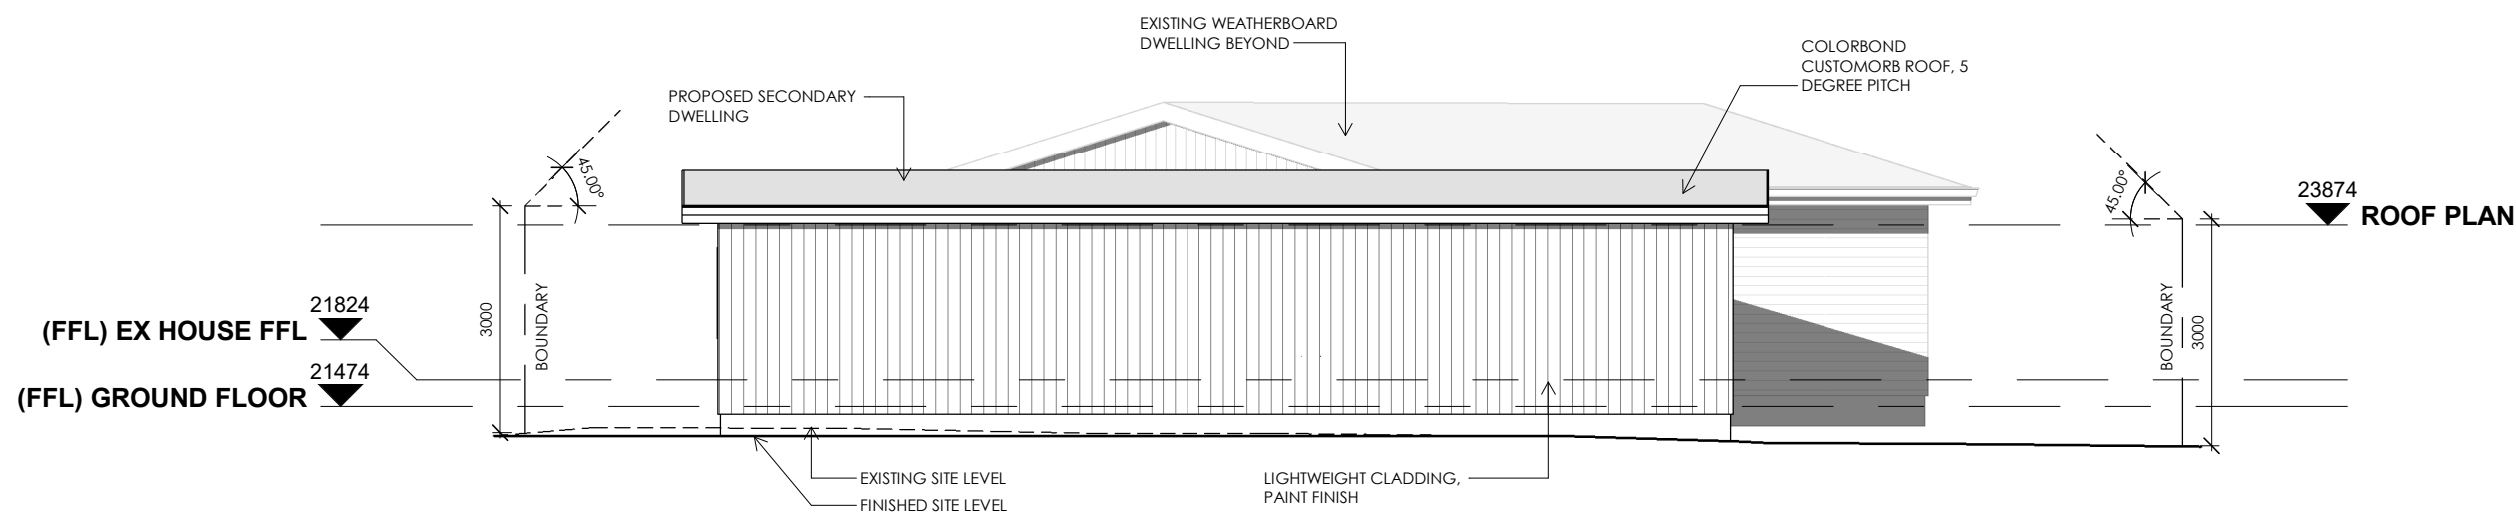 EXISTING WEATHERBOARD
DWELLING BEYOND
COLORBOND
CUSTOMORB ROOF, 5
DEGREE PITCH
PROPOSED SECONDARY
DWELLING
45.00°
45.00°
23874
ROOF PLAN
21824
(FFL) EX HOUSE FFL
3000
BOUNDARY
BOUNDARY
3000
21474
(FFL) GROUND FLOOR
EXISTING SITE LEVEL
FINISHED SITE LEVEL
LIGHTWEIGHT CLADDING,
PAINT FINISH